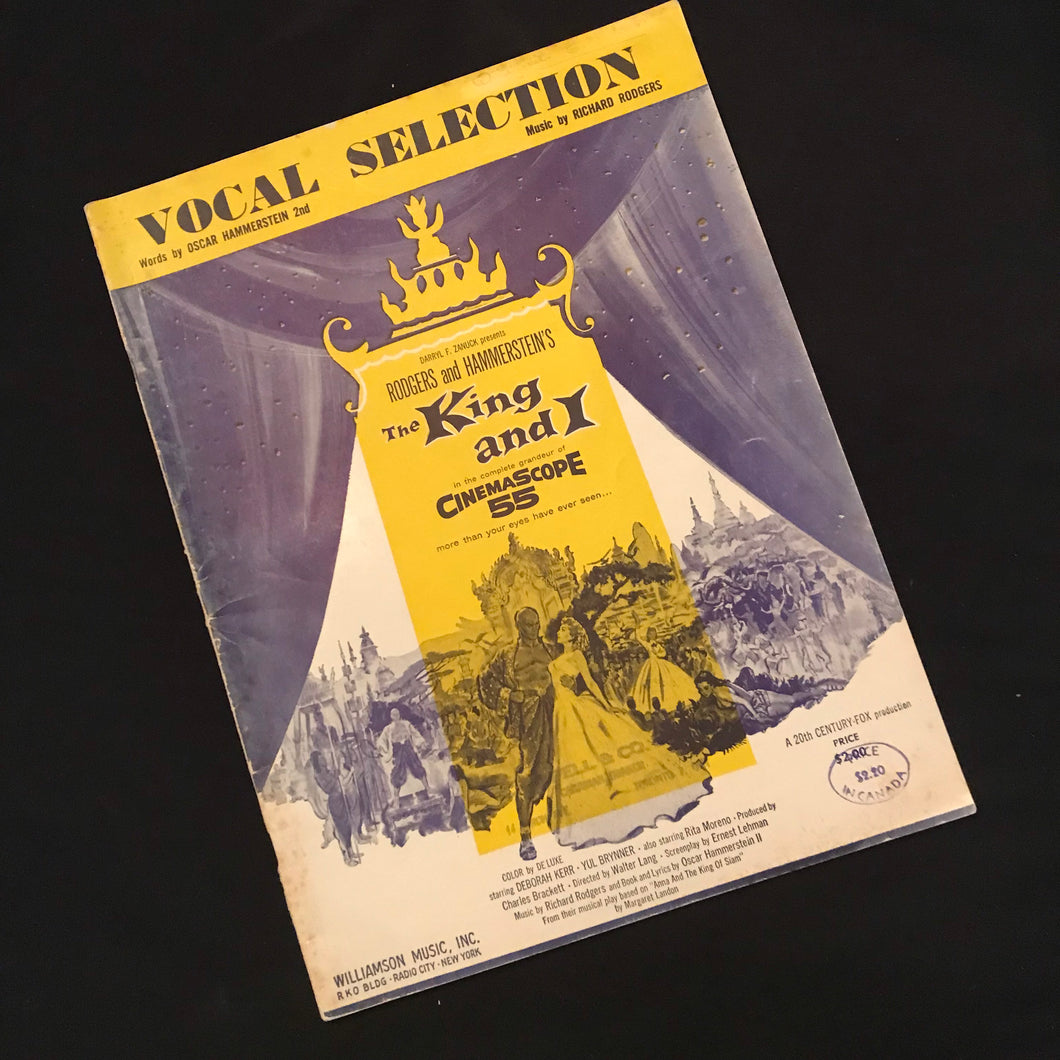 VOCAL SELECTION
Words by OSCAR HAMMERSTEIN 2nd
Music by RICHARD RODGERS
DARRYL F. ZANUCK presents
RODGERS and HAMMERSTEIN'S
The King
and I
in the complete grandeur of
CINEMASCOPE
55
more than your eyes have ever seen...
A 20th CENTURY-FOX production
PRICE
$2.00
$2.20
IN CANADA
COLOR by DE LUXE
starring DEBORAH KERR · YUL BRYNNER · also starring Rita Moreno · Produced by
Charles Brackett · Directed by Walter Lang · Screenplay by Ernest Lehman
Music by Richard Rodgers and Book and Lyrics by Oscar Hammerstein II
From their musical play based on "Anna And The King Of Siam"
by Margaret Landon
WILLIAMSON MUSIC, INC.
RKO BLDG · RADIO CITY · NEW YORK